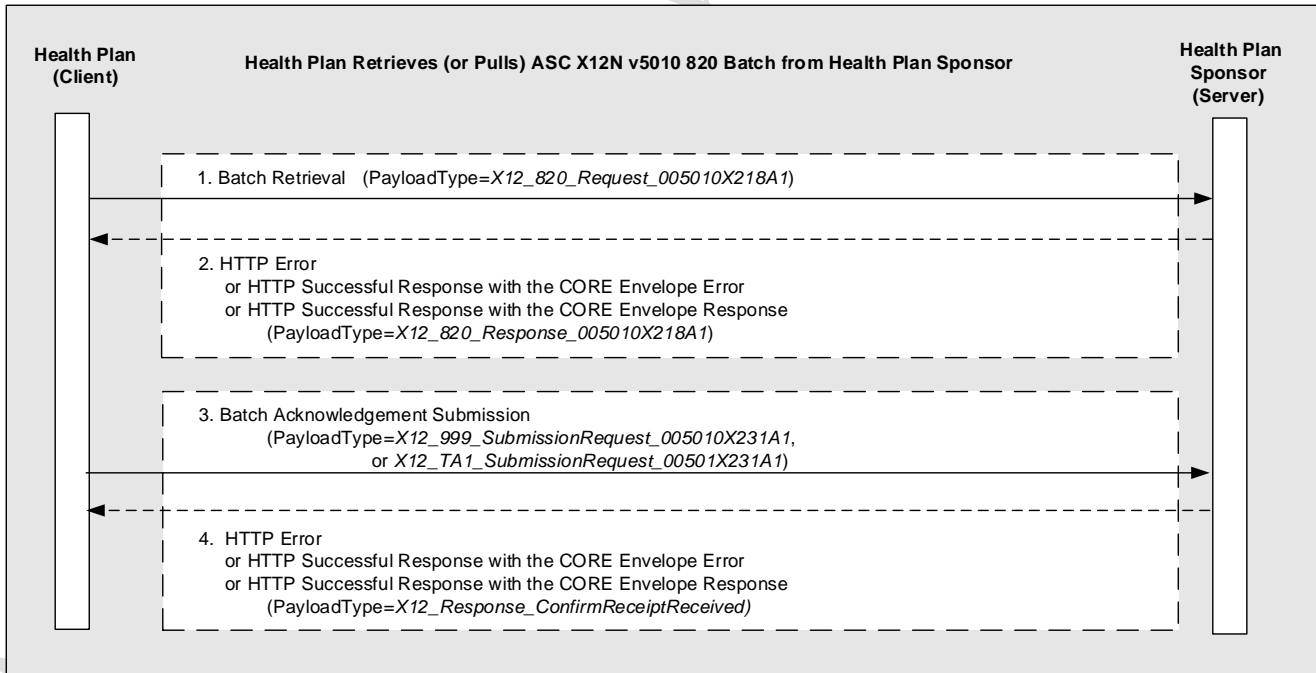 Health Plan
(Client)
Health Plan Retrieves (or Pulls) ASC X12N v5010 820 Batch from Health Plan Sponsor
Health Plan
Sponsor
(Server)
1. Batch Retrieval (PayloadType=X12_820_Request_005010X218A1)
2. HTTP Error
or HTTP Successful Response with the CORE Envelope Error
or HTTP Successful Response with the CORE Envelope Response
(PayloadType=X12_820_Response_005010X218A1)
3. Batch Acknowledgement Submission
(PayloadType=X12_999_SubmissionRequest_005010X231A1,
or X12_TA1_SubmissionRequest_00501X231A1)
4. HTTP Error
or HTTP Successful Response with the CORE Envelope Error
or HTTP Successful Response with the CORE Envelope Response
(PayloadType=X12_Response_ConfirmReceiptReceived)